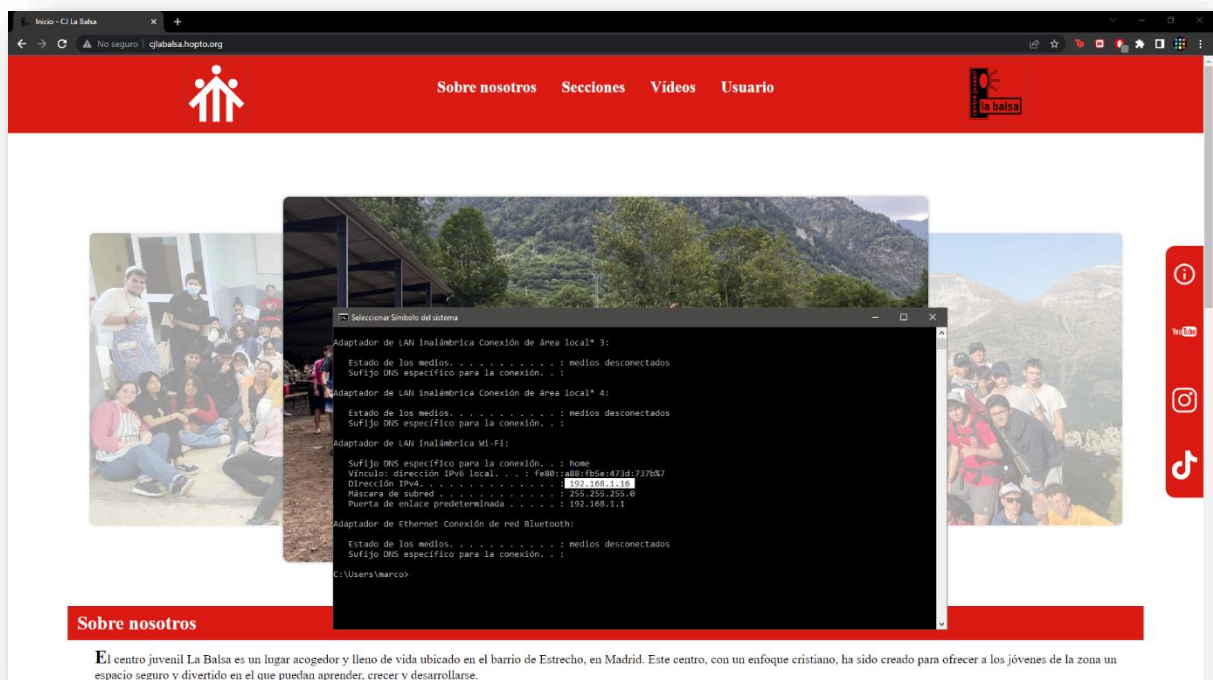 Inicio - CJ La Balsa
No seguro | cjlabalsa.hopto.org
Sobre nosotros Secciones Vídeos Usuario
centro juvenil
la balsa
YouTube
Seleccionar Símbolo del sistema
Adaptador de LAN inalámbrica Conexión de área local* 3:
Estado de los medios. . . . . . . . . . . : medios desconectados
Sufijo DNS específico para la conexión. . :
Adaptador de LAN inalámbrica Conexión de área local* 4:
Estado de los medios. . . . . . . . . . . : medios desconectados
Sufijo DNS específico para la conexión. . :
Adaptador de LAN inalámbrica Wi-Fi:
Sufijo DNS específico para la conexión. . : home
Vínculo: dirección IPv6 local. . . : fe80::a88:fb5e:473d:737b%7
Dirección IPv4. . . . . . . . . . . . . . : 192.168.1.16
Máscara de subred . . . . . . . . . . . . : 255.255.255.0
Puerta de enlace predeterminada . . . . . : 192.168.1.1
Adaptador de Ethernet Conexión de red Bluetooth:
Estado de los medios. . . . . . . . . . . : medios desconectados
Sufijo DNS específico para la conexión. . :
C:\Users\marco>
Sobre nosotros
El centro juvenil La Balsa es un lugar acogedor y lleno de vida ubicado en el barrio de Estrecho, en Madrid. Este centro, con un enfoque cristiano, ha sido creado para ofrecer a los jóvenes de la zona un
espacio seguro y divertido en el que puedan aprender, crecer y desarrollarse.